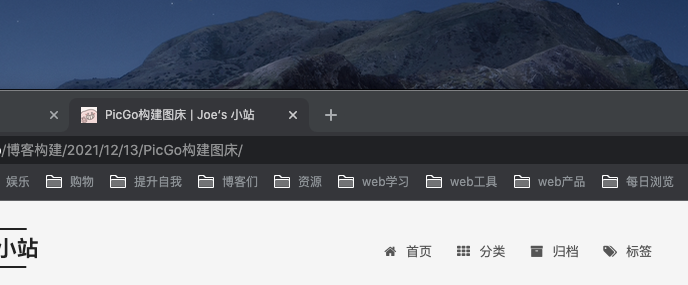 PicGo构建图床 | Joe's 小站
/博客构建/2021/12/13/PicGo构建图床/
娱乐 购物 提升自我 博客们 资源 web学习 web工具 web产品 每日浏览
小站 首页 分类 归档 标签